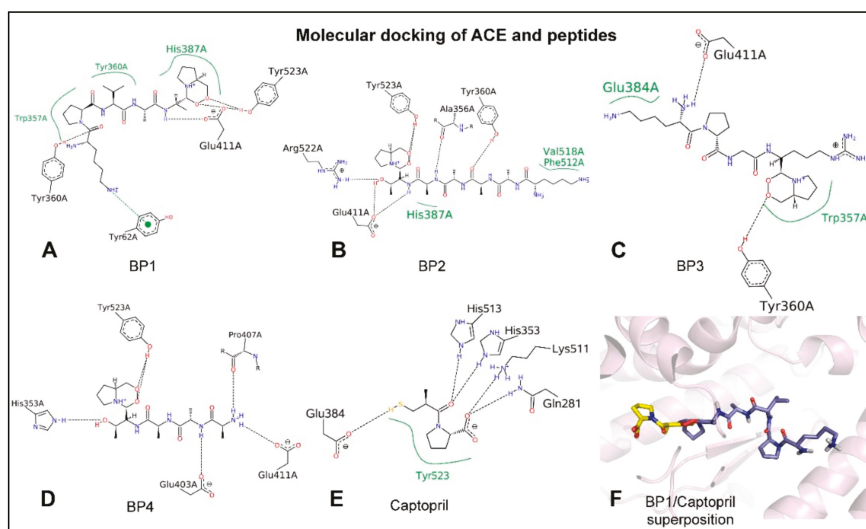 Molecular docking of ACE and peptides
His387A
Tyr360A
Tyr523A
Trp357A
Glu411A
Tyr360A
Tyr62A
A
BP1
Tyr523A
Tyr360A
Ala356A
Arg522A
Val518A
Phe512A
Glu411A
His387A
B
BP2
Glu411A
Glu384A
Trp357A
C
BP3
Tyr360A
Tyr523A
Pro407A
His353A
Glu411A
Glu403A
D
BP4
His513
His353
Lys511
Gln281
Glu384
Tyr523
E
Captopril
F
BP1/Captopril
superposition